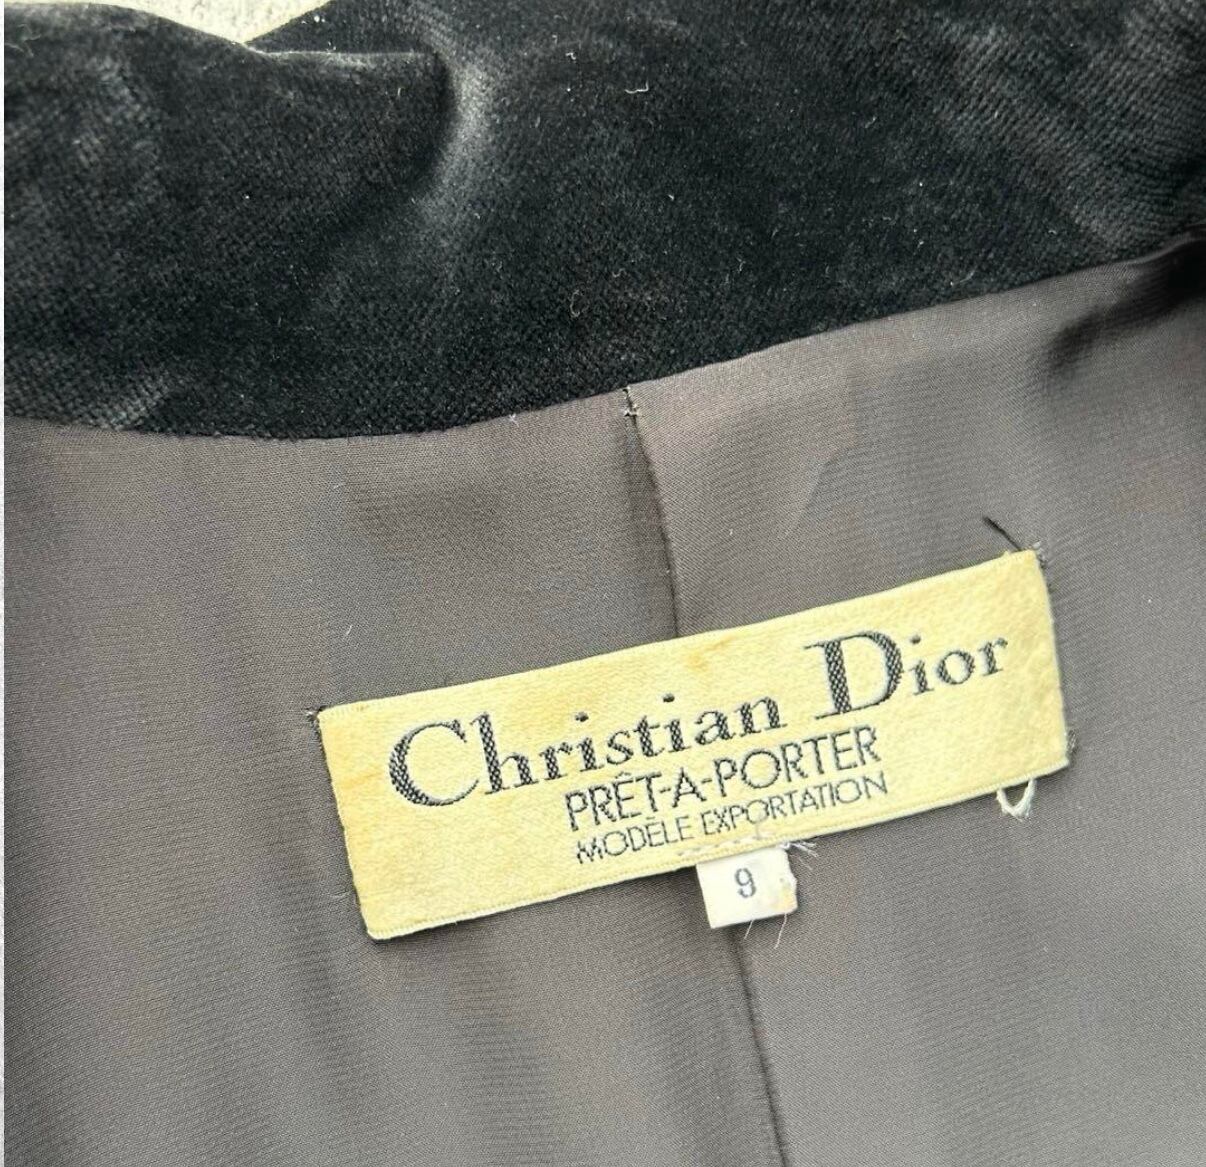 Christian Dior
PRÊT-A-PORTER
MODÈLE EXPORTATION
9